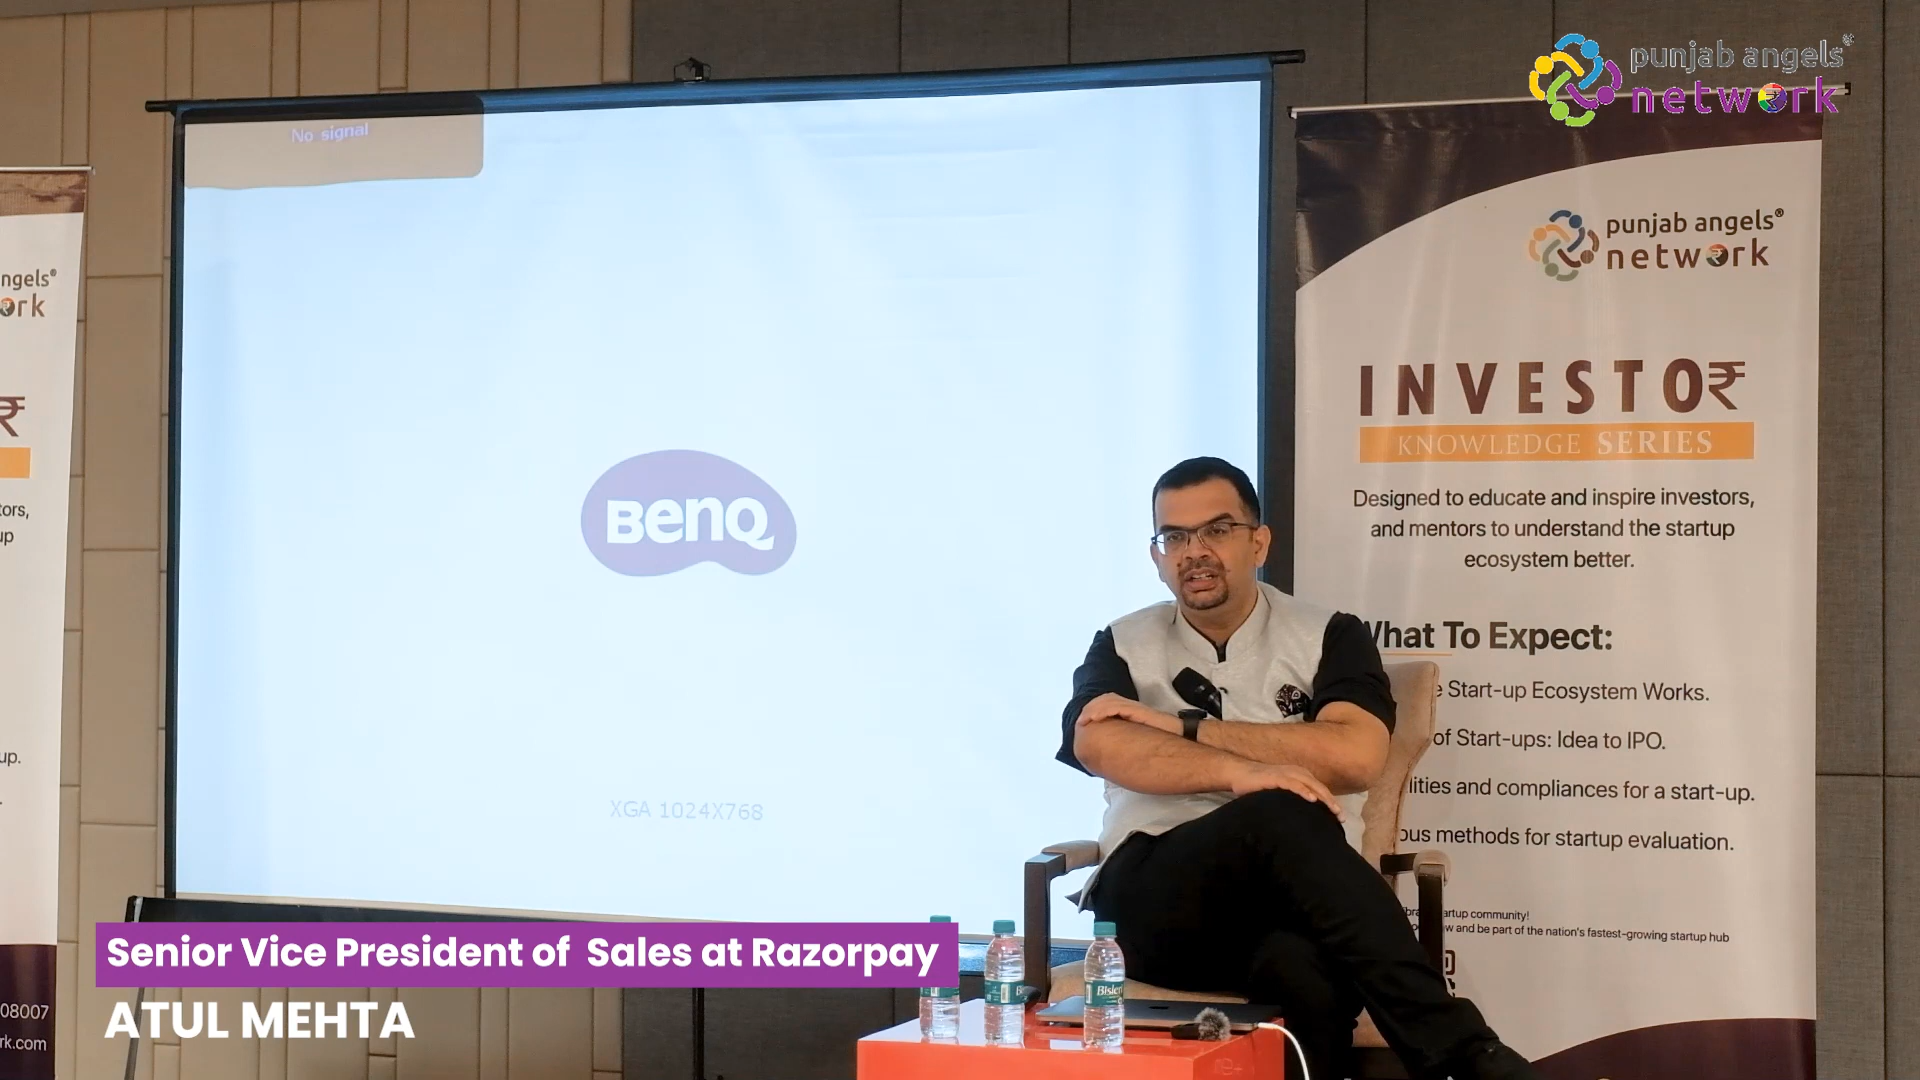 punjab angels®
network
No signal
BenQ
XGA 1024X768
ngels®
ork
tors,
up
up.
08007
rk.com
punjab angels®
network
INVESTO₹
KNOWLEDGE SERIES
Designed to educate and inspire investors,
and mentors to understand the startup
ecosystem better.
What To Expect:
e Start-up Ecosystem Works.
of Start-ups: Idea to IPO.
lities and compliances for a start-up.
ous methods for startup evaluation.
artup community!
w and be part of the nation's fastest-growing startup hub
Senior Vice President of Sales at Razorpay
ATUL MEHTA
Bisleri